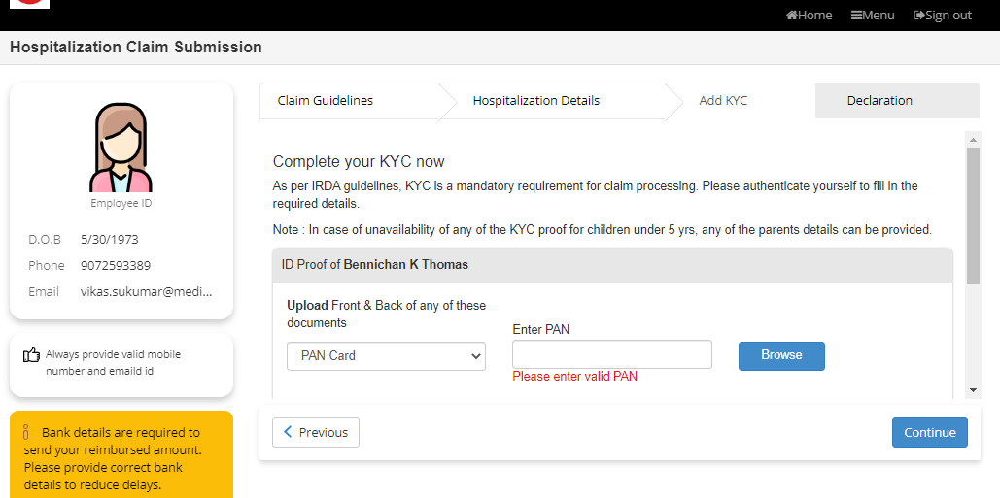 Home Menu Sign out
Hospitalization Claim Submission
Claim Guidelines
Hospitalization Details
Add KYC
Declaration
Employee ID
D.O.B 5/30/1973
Phone 9072593389
Email vikas.sukumar@medi...
Always provide valid mobile
number and emaild id
Bank details are required to
send your reimbursed amount.
Please provide correct bank
details to reduce delays.
Complete your KYC now
As per IRDA guidelines, KYC is a mandatory requirement for claim processing. Please authenticate yourself to fill in the
required details.
Note : In case of unavailability of any of the KYC proof for children under 5 yrs, any of the parents details can be provided.
ID Proof of Bennichan K Thomas
Upload Front & Back of any of these
documents
PAN Card
Enter PAN
Please enter valid PAN
Browse
Previous
Continue